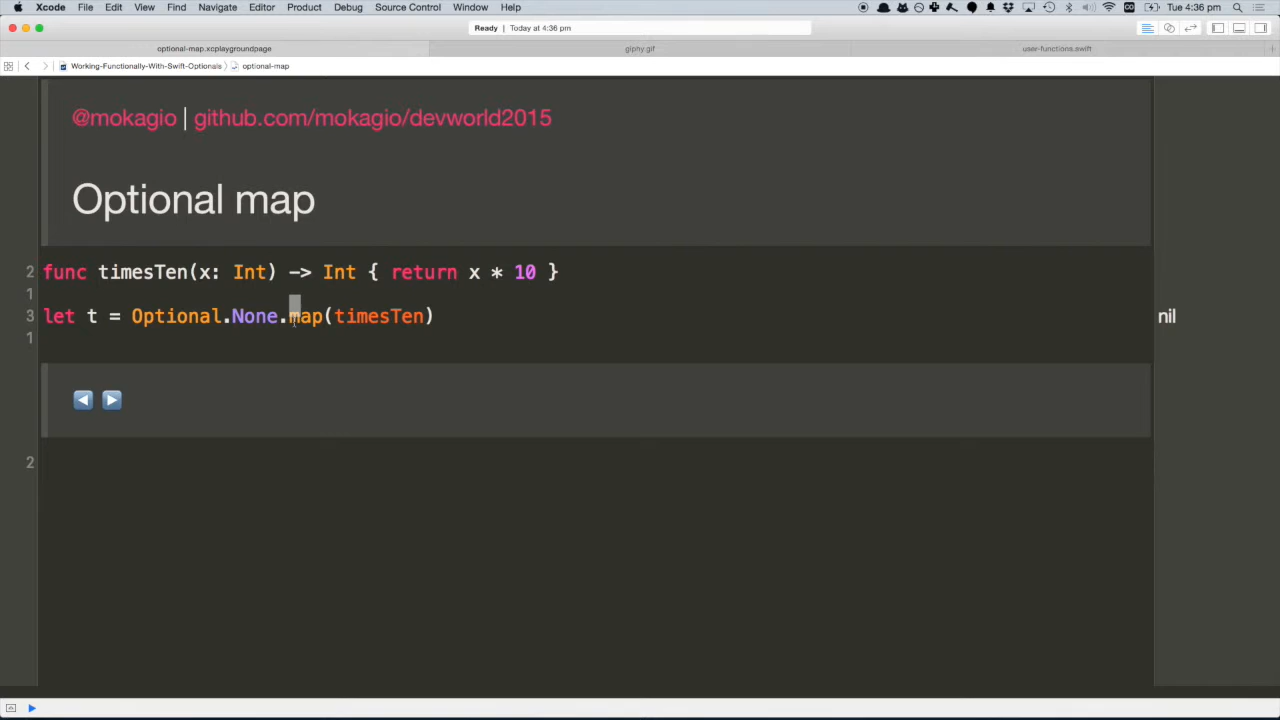 Xcode File Edit View Find Navigate Editor Product Debug Source Control Window Help Tue 4:36 pm
Ready | Today at 4:36 pm
optional-map.xcplaygroundpage giphy.gif user-functions.swift
Working-Functionally-With-Swift-Optionals optional-map
@mokagio | github.com/mokagio/devworld2015
Optional map
2 func timesTen(x: Int) -> Int { return x * 10 }
1
3 let t = Optional.None.map(timesTen) nil
1
2